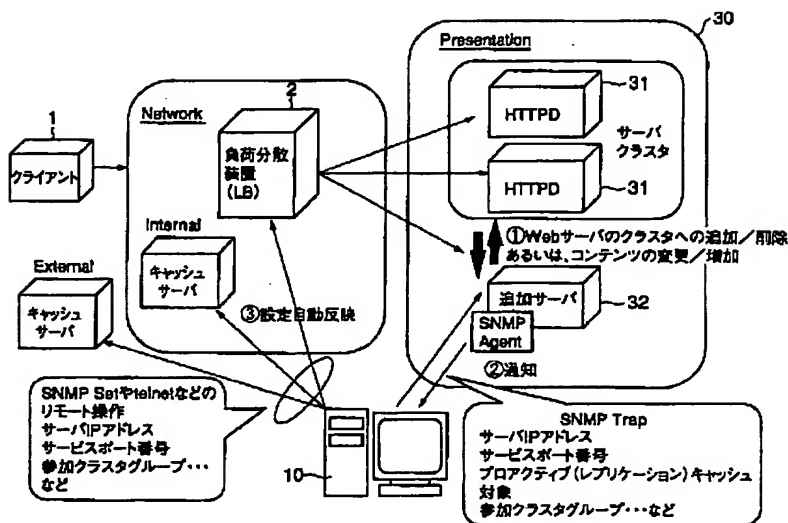 30
Presentation
31
HTTPD
サーバ
クラスタ
HTTPD
31
Network
2
負荷分散
装置
(LB)
1
クライアント
Internal
キャッシュ
サーバ
External
キャッシュ
サーバ
①Webサーバのクラスタへの追加／削除
あるいは、コンテンツの変更／増加
追加サーバ
32
SNMP
Agent
②通知
③設定自動反映
SNMP Setやtelnetなどの
リモート操作
サーバIPアドレス
サービスポート番号
参加クラスタグループ･･･
など
10
SNMP Trap
サーバIPアドレス
サービスポート番号
プロアクティブ(レプリケーション)キャッシュ
対象
参加クラスタグループ･･･など